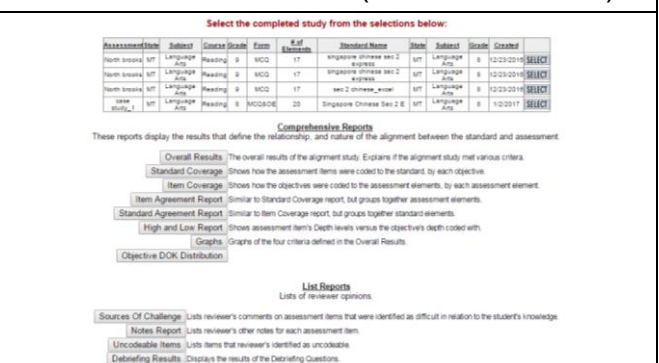 Select the completed study from the selections below:
Assessment State Subject Course Grade Form # of Elements Standard Name State Subject Grade Created
North brooks MT Language Arts Reading 9 MCQ 17 singapore chinese sec 2 express MT Language Arts 8 12/23/2016 SELECT
North brooks MT Language Arts Reading 9 MCQ 17 singapore chinese sec 2 express MT Language Arts 8 12/23/2016 SELECT
North brooks MT Language Arts Reading 9 MCQ 17 sec 2 chinese_excel MT Language Arts 8 12/23/2016 SELECT
case study_1 MT Language Arts Reading 8 MCQ&OE 20 Singapore Chinese Sec 2 E MT Language Arts 8 1/2/2017 SELECT
Comprehensive Reports
These reports display the results that define the relationship, and nature of the alignment between the standard and assessment.
Overall Results The overall results of the alignment study. Explains if the alignment study met various critera.
Standard Coverage Shows how the assessment items were coded to the standard, by each objective.
Item Coverage Shows how the objectives were coded to the assessment elements, by each assessment element.
Item Agreement Report Similar to Standard Coverage report, but groups together assessment elements.
Standard Agreement Report Similar to Item Coverage report, but groups together standard elements.
High and Low Report Shows assessment item's Depth levels versus the objective's depth coded with.
Graphs Graphs of the four criteria defined in the Overall Results.
Objective DOK Distribution
List Reports
Lists of reviewer opinions.
Sources Of Challenge Lists reviewer's comments on assessment items that were identified as difficult in relation to the student's knowledge.
Notes Report Lists reviewer's other notes for each assessment item.
Uncodeable Items Lists items that reviewer's identified as uncodeable.
Debriefing Results Displays the results of the Debriefing Questions.